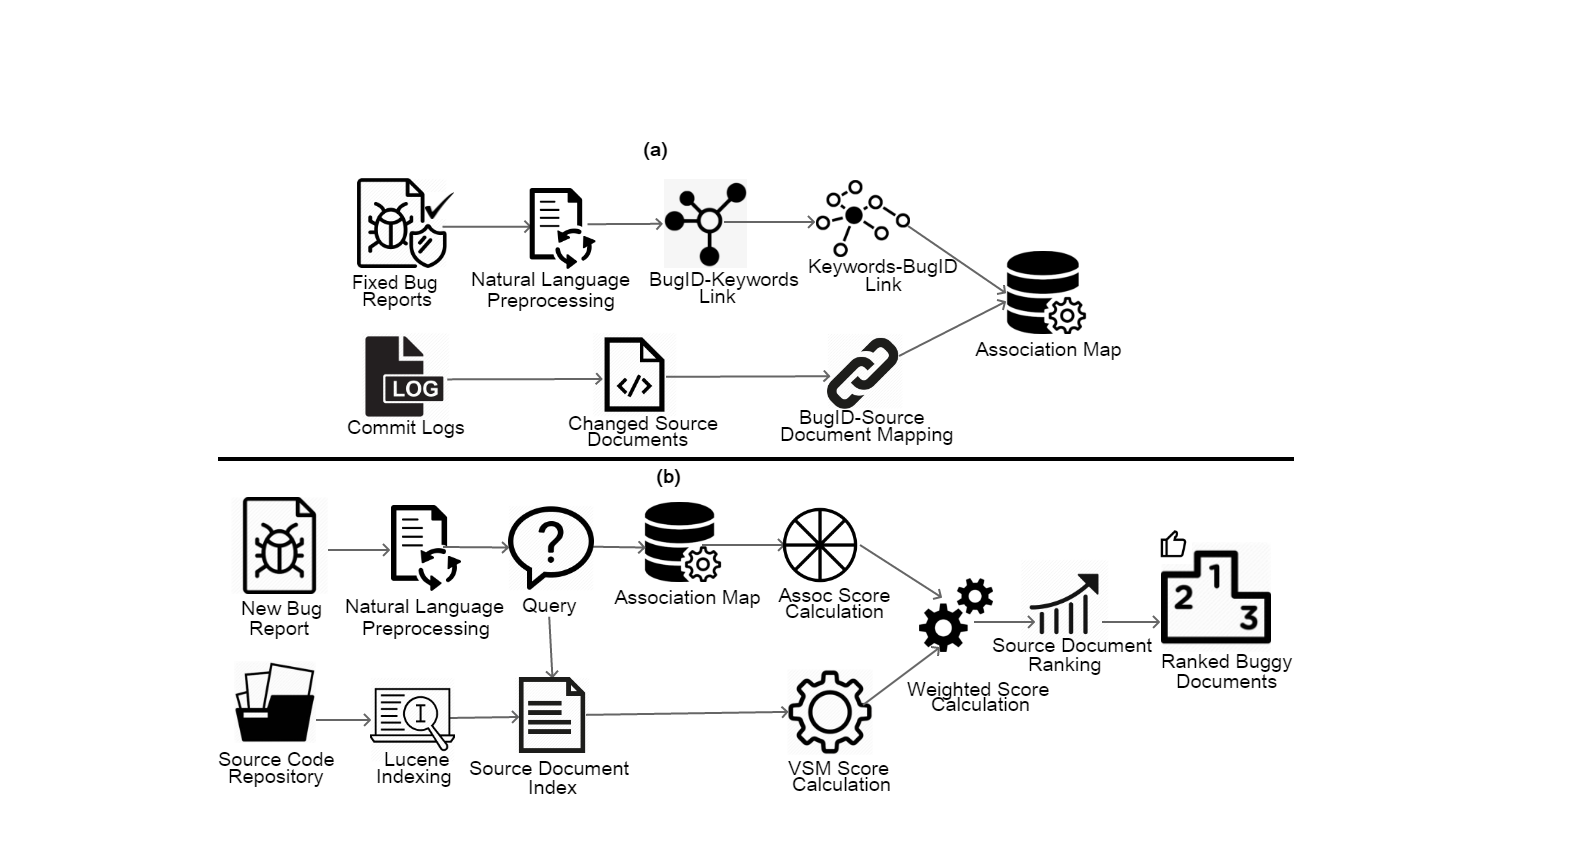 (a)
Fixed Bug
Reports
Natural Language
Preprocessing
BugID-Keywords
Link
Keywords-BugID
Link
Association Map
LOG
Commit Logs
</>
Changed Source
Documents
BugID-Source
Document Mapping
(b)
New Bug
Report
Natural Language
Preprocessing
?
Query
Association Map
Assoc Score
Calculation
Weighted Score
Calculation
Source Document
Ranking
1
2
3
Ranked Buggy
Documents
Source Code
Repository
I
Lucene
Indexing
Source Document
Index
VSM Score
Calculation